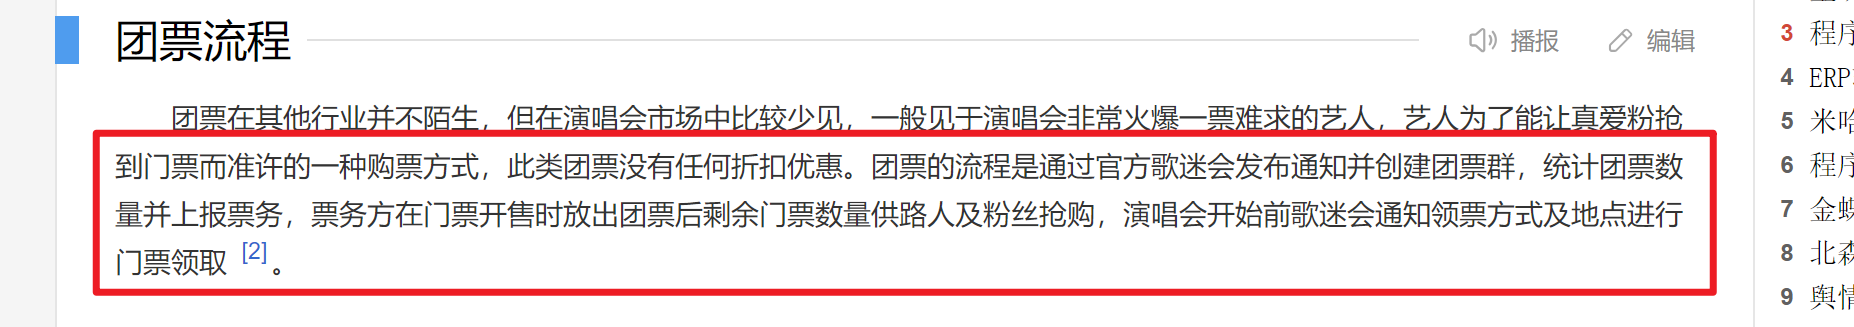 团票流程
播报
编辑
团票在其他行业并不陌生，但在演唱会市场中比较少见，一般见于演唱会非常火爆一票难求的艺人，艺人为了能让真爱粉抢
到门票而准许的一种购票方式，此类团票没有任何折扣优惠。团票的流程是通过官方歌迷会发布通知并创建团票群，统计团票数
量并上报票务，票务方在门票开售时放出团票后剩余门票数量供路人及粉丝抢购，演唱会开始前歌迷会通知领票方式及地点进行
门票领取 [2] 。
3 程序
4 ERP
5 米哈
6 程序
7 金蝶
8 北森
9 舆情